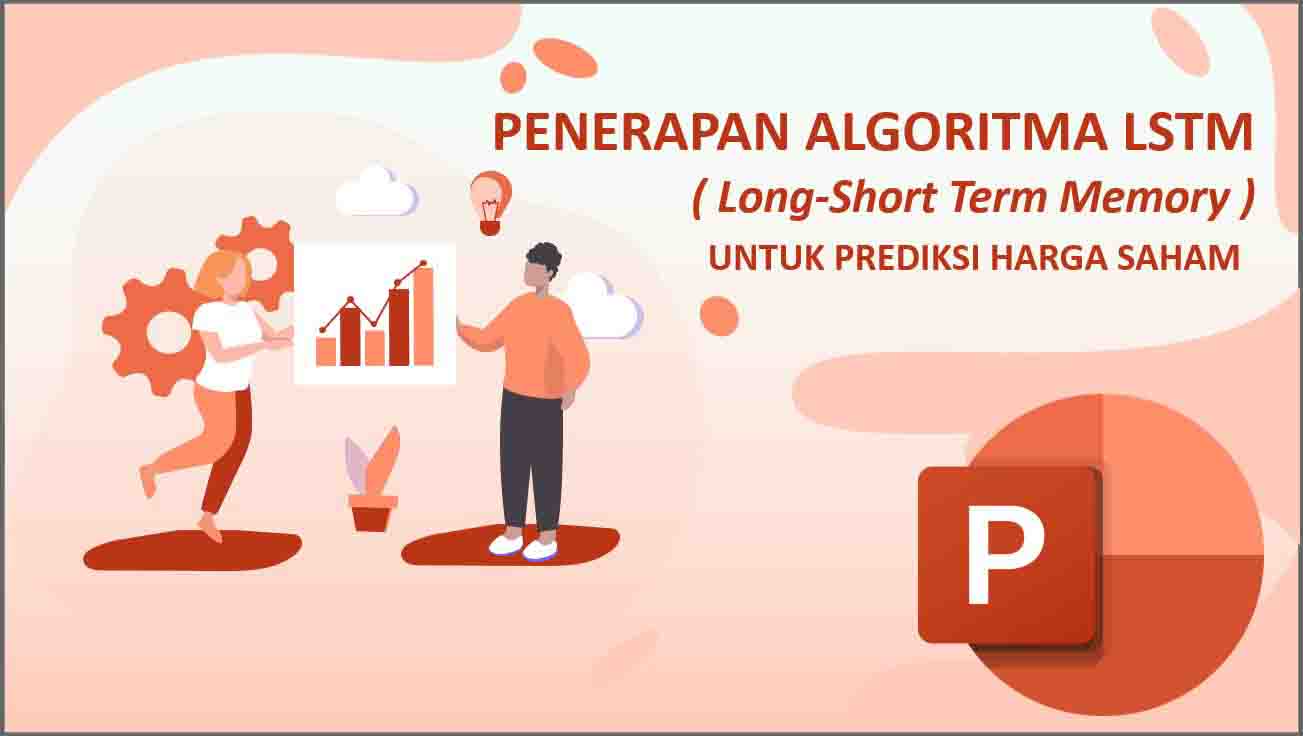 PENERAPAN ALGORITMA LSTM
( Long-Short Term Memory )
UNTUK PREDIKSI HARGA SAHAM
P